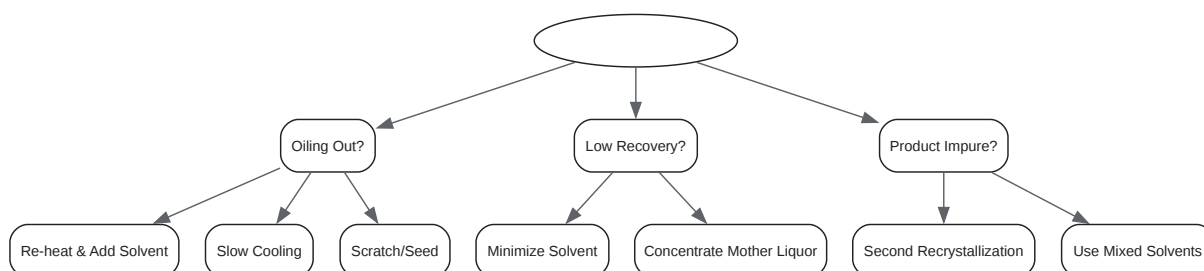 Oiling Out?
Low Recovery?
Product Impure?
Re-heat & Add Solvent
Slow Cooling
Scratch/Seed
Minimize Solvent
Concentrate Mother Liquor
Second Recrystallization
Use Mixed Solvents